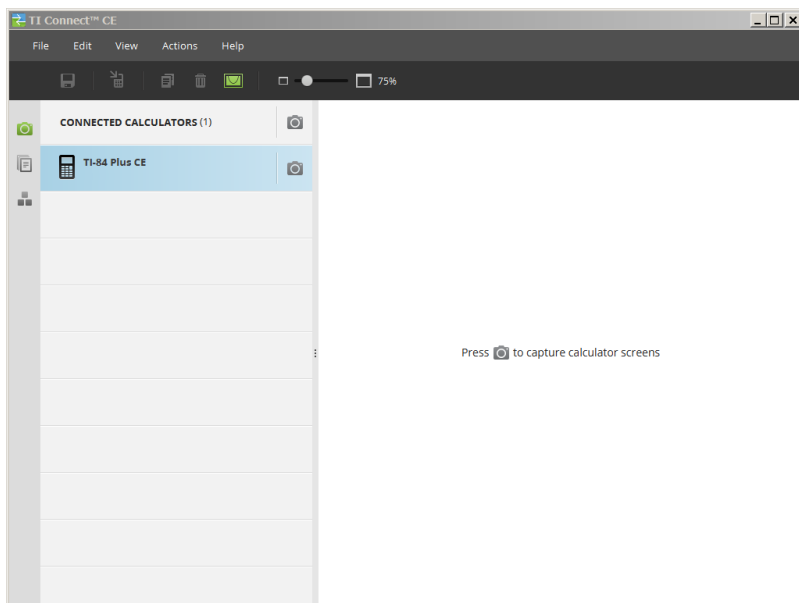 TI Connect™ CE
File Edit View Actions Help
75%
CONNECTED CALCULATORS (1)
TI-84 Plus CE
Press to capture calculator screens